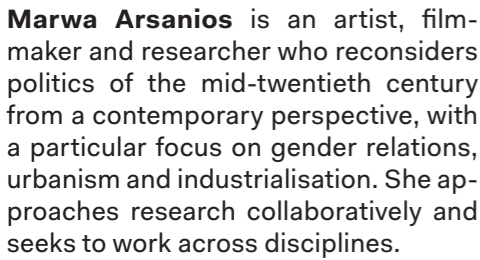 Marwa Arsanios is an artist, film-
maker and researcher who reconsiders
politics of the mid-twentieth century
from a contemporary perspective, with
a particular focus on gender relations,
urbanism and industrialisation. She ap-
proaches research collaboratively and
seeks to work across disciplines.